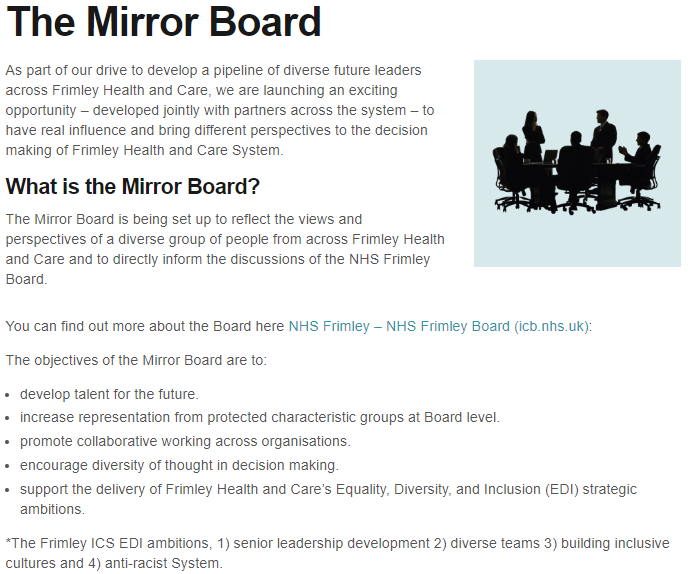 The Mirror Board
As part of our drive to develop a pipeline of diverse future leaders
across Frimley Health and Care, we are launching an exciting
opportunity – developed jointly with partners across the system – to
have real influence and bring different perspectives to the decision
making of Frimley Health and Care System.
What is the Mirror Board?
The Mirror Board is being set up to reflect the views and
perspectives of a diverse group of people from across Frimley Health
and Care and to directly inform the discussions of the NHS Frimley
Board.
You can find out more about the Board here NHS Frimley – NHS Frimley Board (icb.nhs.uk):
The objectives of the Mirror Board are to:
• develop talent for the future.
• increase representation from protected characteristic groups at Board level.
• promote collaborative working across organisations.
• encourage diversity of thought in decision making.
• support the delivery of Frimley Health and Care’s Equality, Diversity, and Inclusion (EDI) strategic
ambitions.
*The Frimley ICS EDI ambitions, 1) senior leadership development 2) diverse teams 3) building inclusive
cultures and 4) anti-racist System.